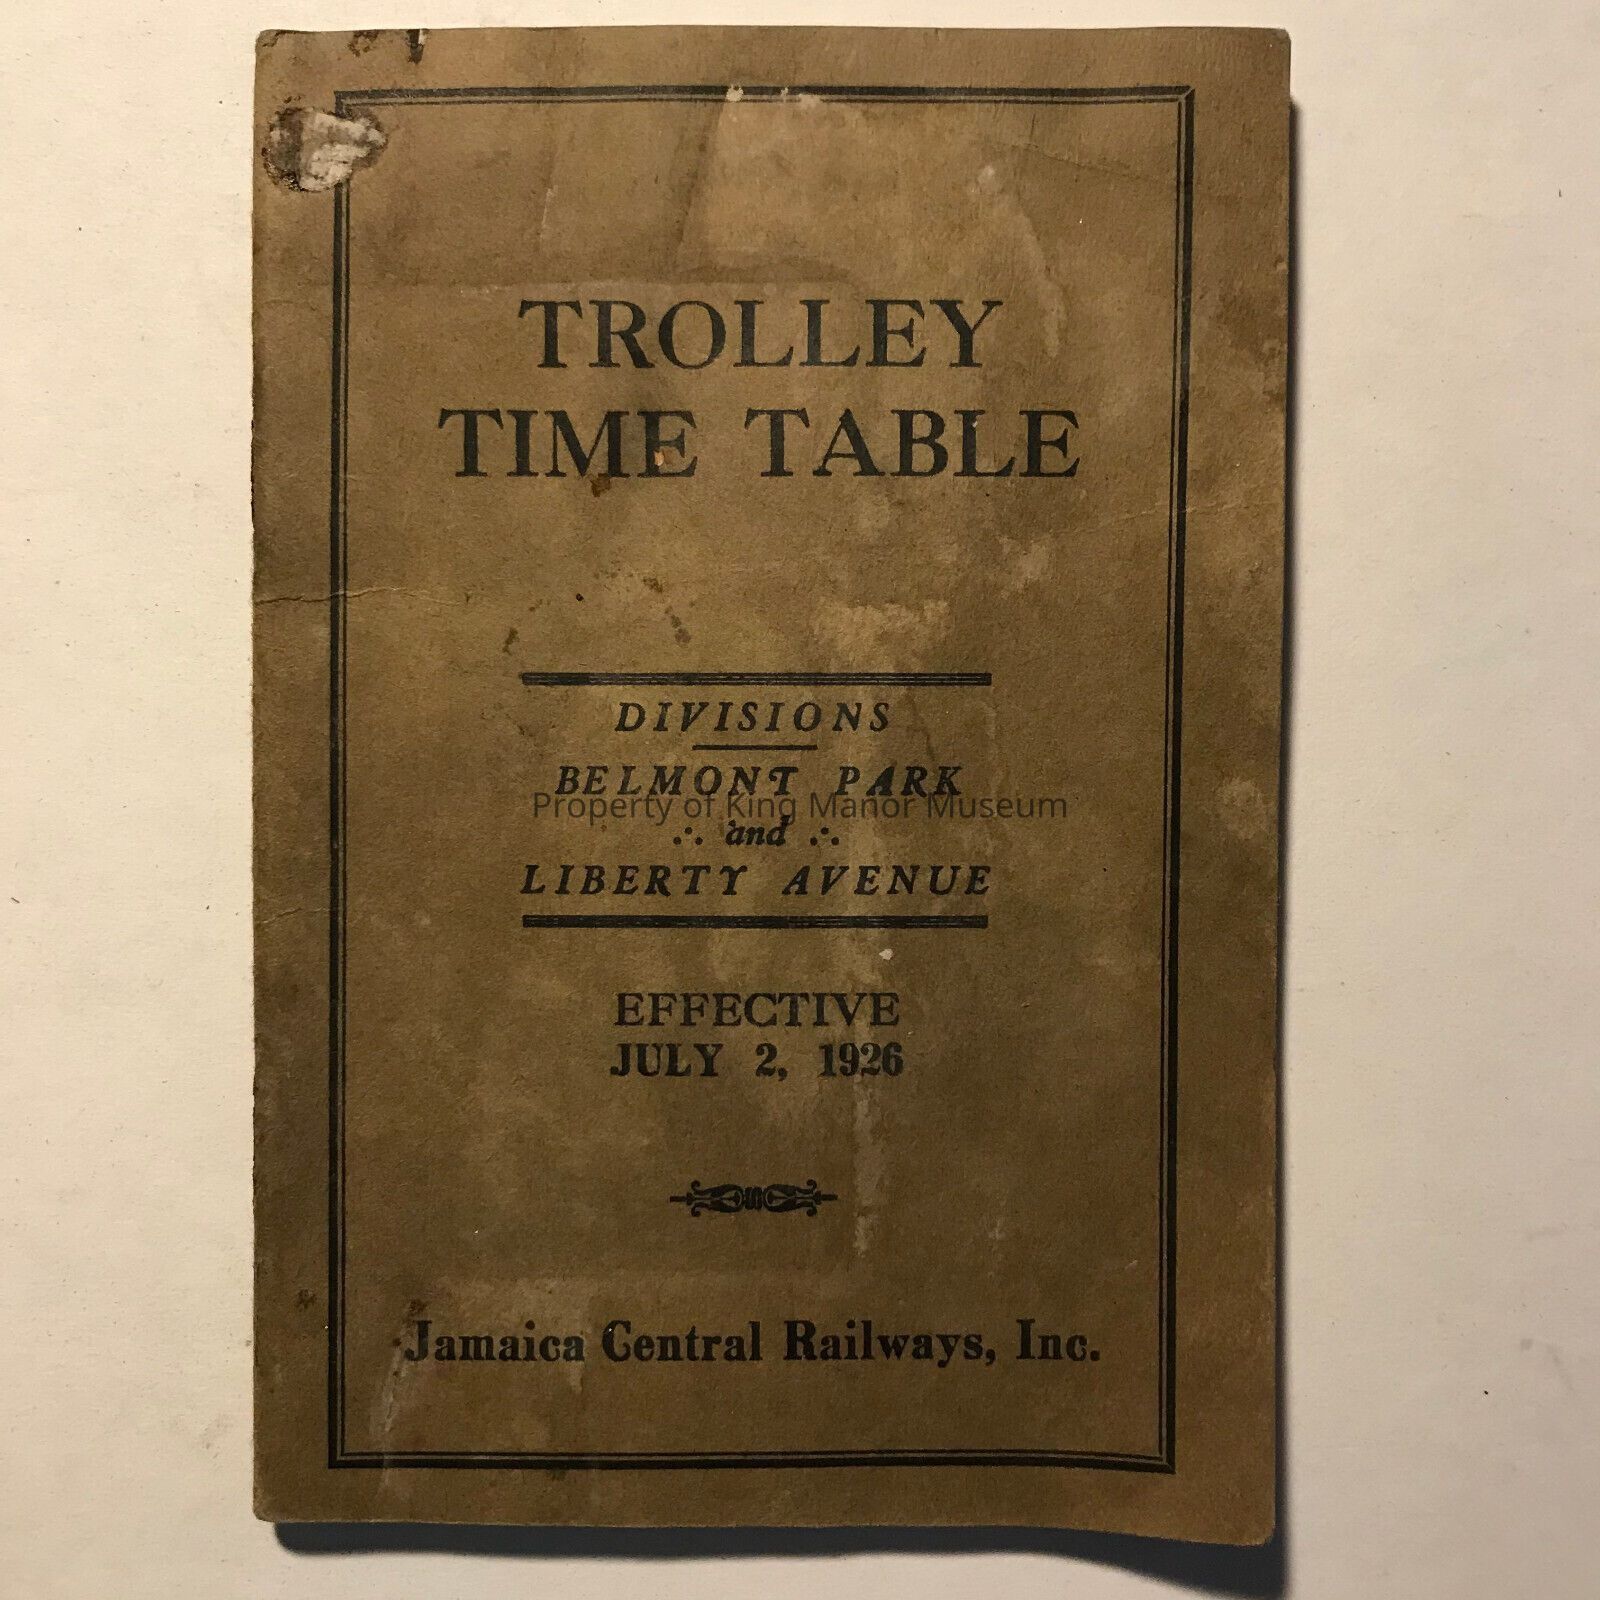 TROLLEY
TIME TABLE
DIVISIONS
BELMONT PARK
Property of King Manor Museum
and
LIBERTY AVENUE
EFFECTIVE
JULY 2, 1926
Jamaica Central Railways, Inc.